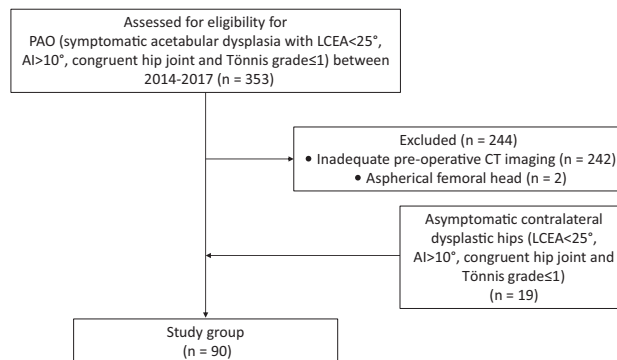 Assessed for eligibility for
PAO (symptomatic acetabular dysplasia with LCEA<25°,
AI>10°, congruent hip joint and Tönnis grade≤1) between
2014-2017 (n = 353)
Excluded (n = 244)
• Inadequate pre-operative CT imaging (n = 242)
• Aspherical femoral head (n = 2)
Asymptomatic contralateral
dysplastic hips (LCEA<25°,
AI>10°, congruent hip joint and
Tönnis grade≤1)
(n = 19)
Study group
(n = 90)